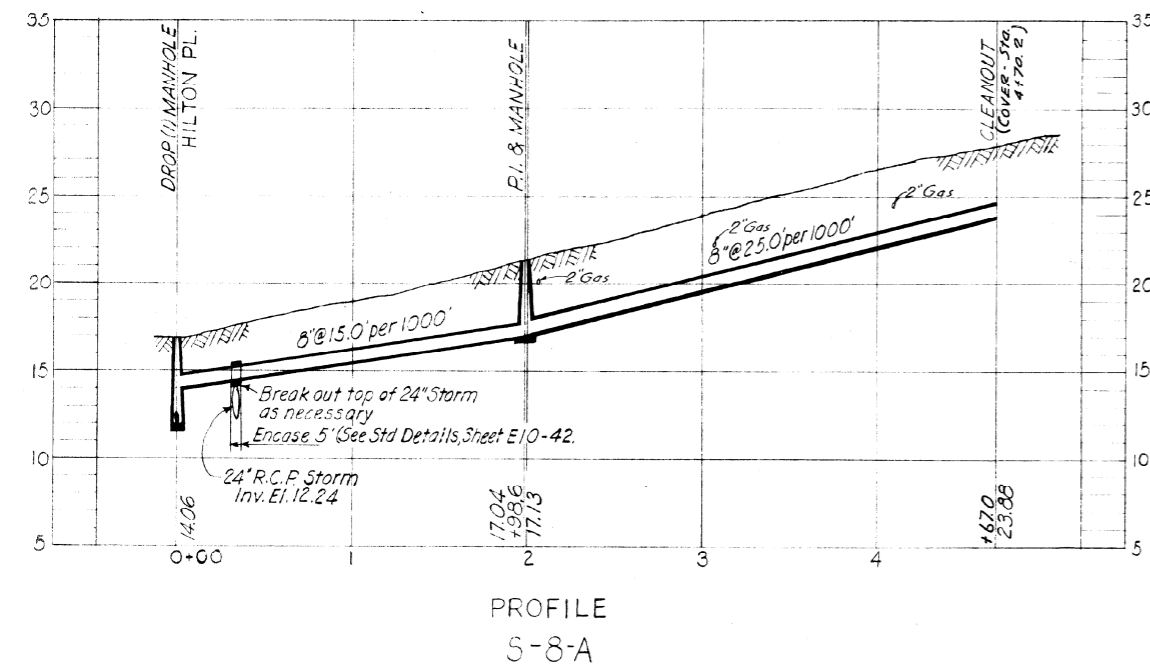 35
30
25
20
15
10
5
35
30
25
20
15
10
5
DROP (1) MANHOLE
HILTON PL.
P.I. & MANHOLE
CLEANOUT
(COVER - Sta.
4+70.2)
8"@15.0'per1000'
2"Gas
2"Gas
8"@25.0'per1000'
2"Gas
Break out top of 24"Storm
as necessary
Encase 5' (See Std Details, Sheet E10-42.
24"R.C.P. Storm
Inv. El. 12.24
14.06
17.04
+98.6
17.13
+67.0
23.88
0+00
1
2
3
4
PROFILE
S-8-A